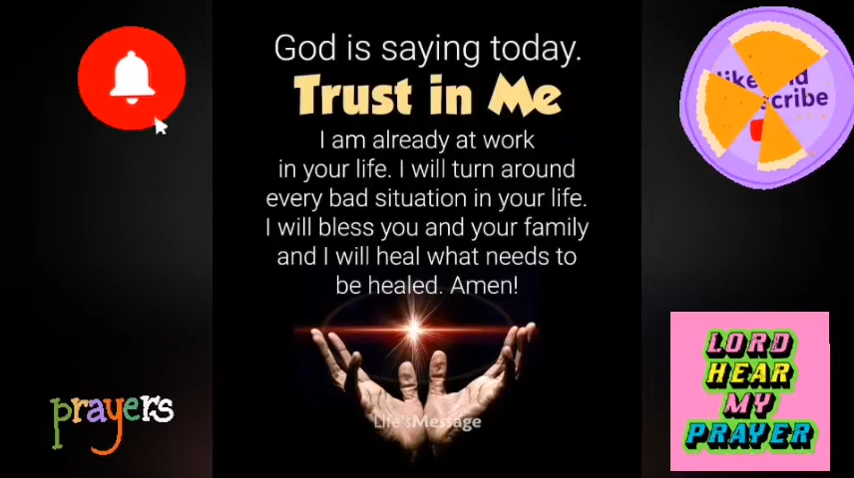 God is saying today.
Trust in Me
I am already at work
in your life. I will turn around
every bad situation in your life.
I will bless you and your family
and I will heal what needs to
be healed. Amen!
Life'sMessage
prayers
LORD
HEAR
MY
PRAYER